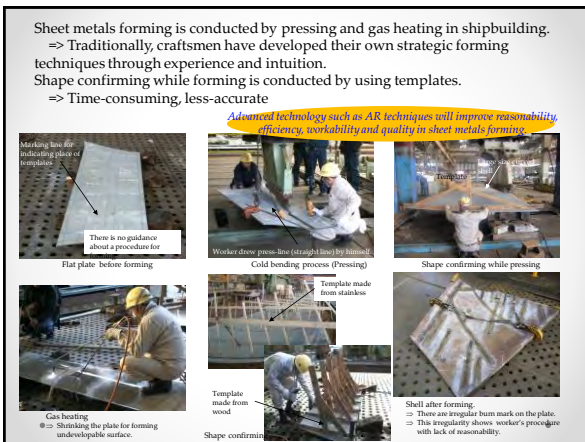 Sheet metals forming is conducted by pressing and gas heating in shipbuilding.
=> Traditionally, craftsmen have developed their own strategic forming
techniques through experience and intuition.
Shape confirming while forming is conducted by using templates.
=> Time-consuming, less-accurate
Advanced technology such as AR techniques will improve reasonability,
efficiency, workability and quality in sheet metals forming.
Marking line for
indicating place of
templates
There is no guidance
about a procedure for
Flat plate before forming
Worker drew press-line (straight line) by himself
Cold bending process (Pressing)
Template
shell
Shape confirming while pressing
Gas heating
⇒ Shrinking the plate for forming
undevelopable surface.
Template made
from stainless
Template
made from
wood
Shape confirming
Shell after forming.
⇒ There are irregular burn mark on the plate.
⇒ This irregularity shows worker's procedure
with lack of reasonability.